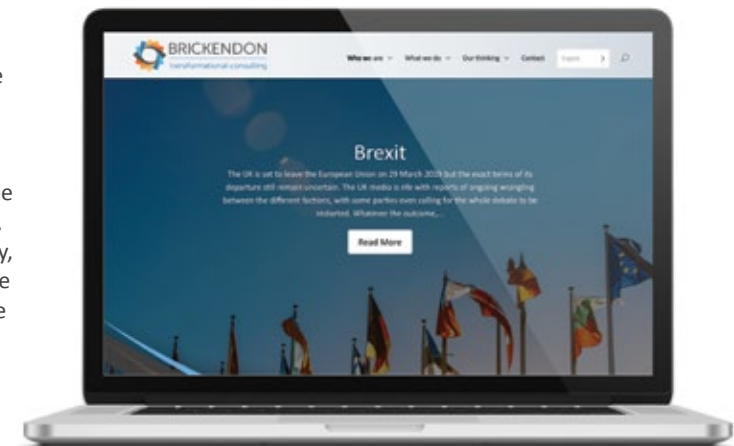 e
BRICKENDON
transformational consulting
Who we are
What we do
Our thinking
Contact
English
Brexit
The UK is set to leave the European Union on 29 March 2019 but the exact terms of its
departure still remain uncertain. The UK media is rife with reports of ongoing wrangling
between the different factions, with some parties even calling for the whole debate to be
restarted. Whatever the outcome,...
Read More
y,
e
e